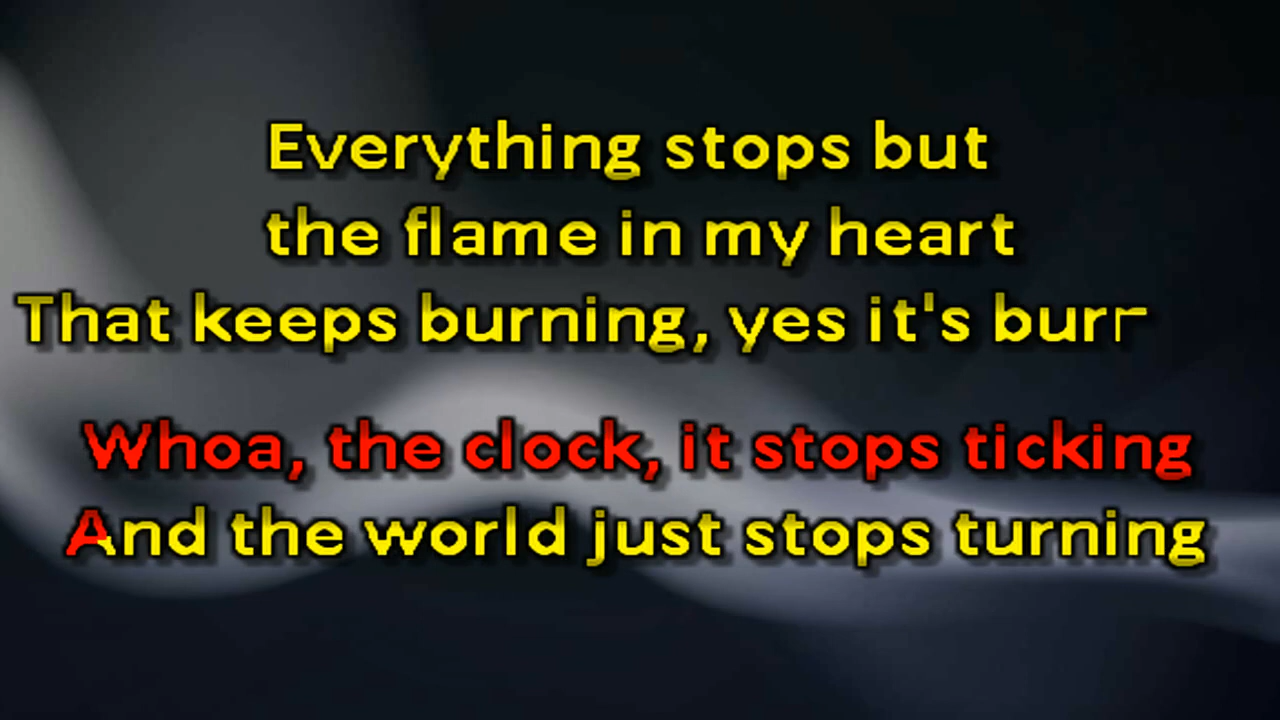 Everything stops but
the flame in my heart
That keeps burning, yes it's
Whoa, the clock, it stops ticking
And the world just stops turning